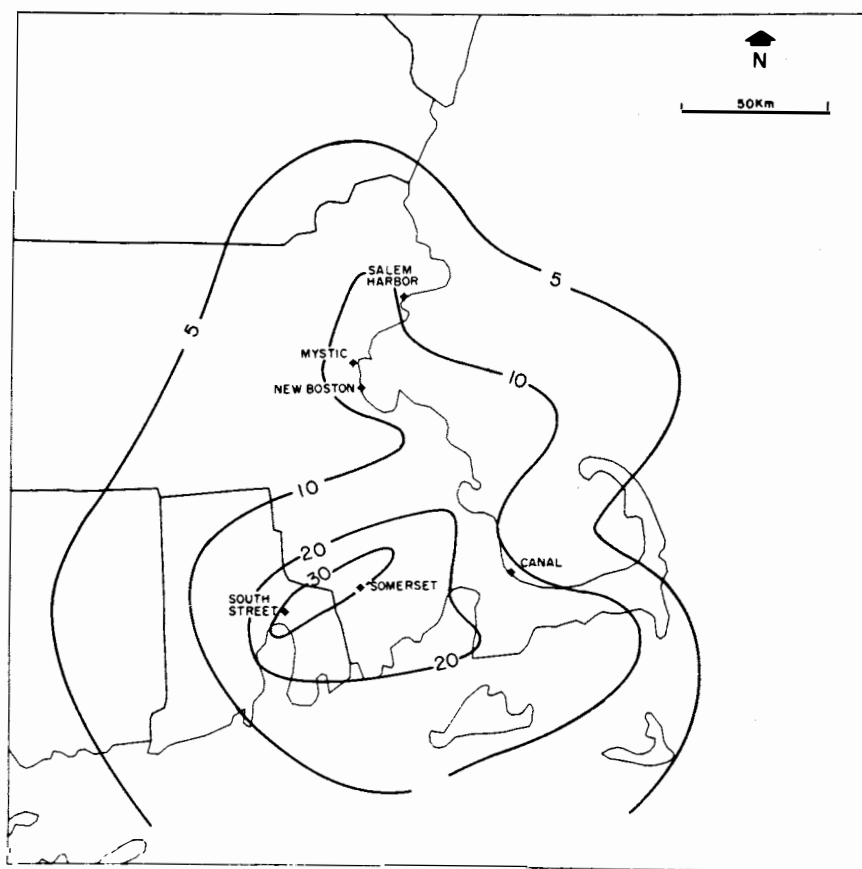 N
50Km
SALEM
HARBOR
5
5
MYSTIC
10
NEW BOSTON
10
20
CANAL
30
SOMERSET
SOUTH
STREET
20